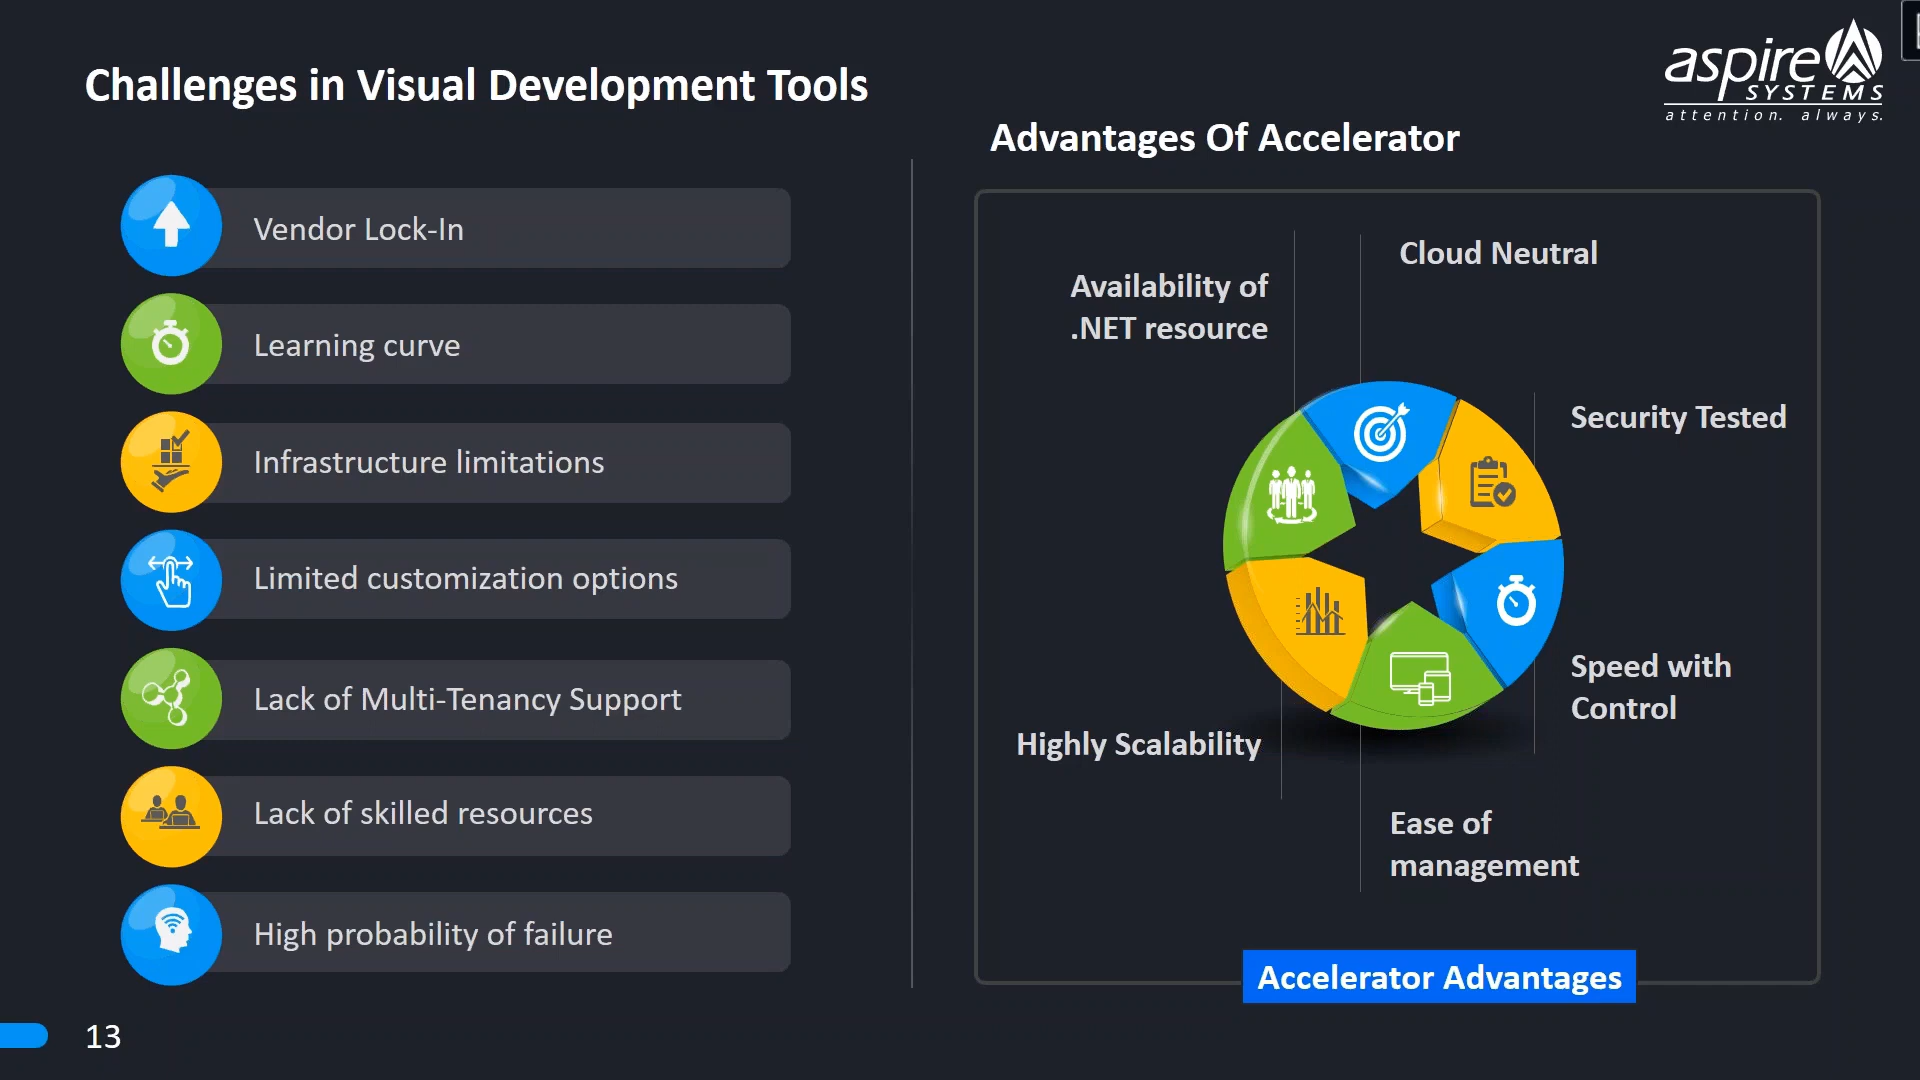 Challenges in Visual Development Tools
aspire
SYSTEMS
attention. always.
Vendor Lock-In
Learning curve
Infrastructure limitations
Limited customization options
Lack of Multi-Tenancy Support
Lack of skilled resources
High probability of failure
Advantages Of Accelerator
Cloud Neutral
Availability of
.NET resource
Security Tested
Speed with
Control
Highly Scalability
Ease of
management
Accelerator Advantages
13